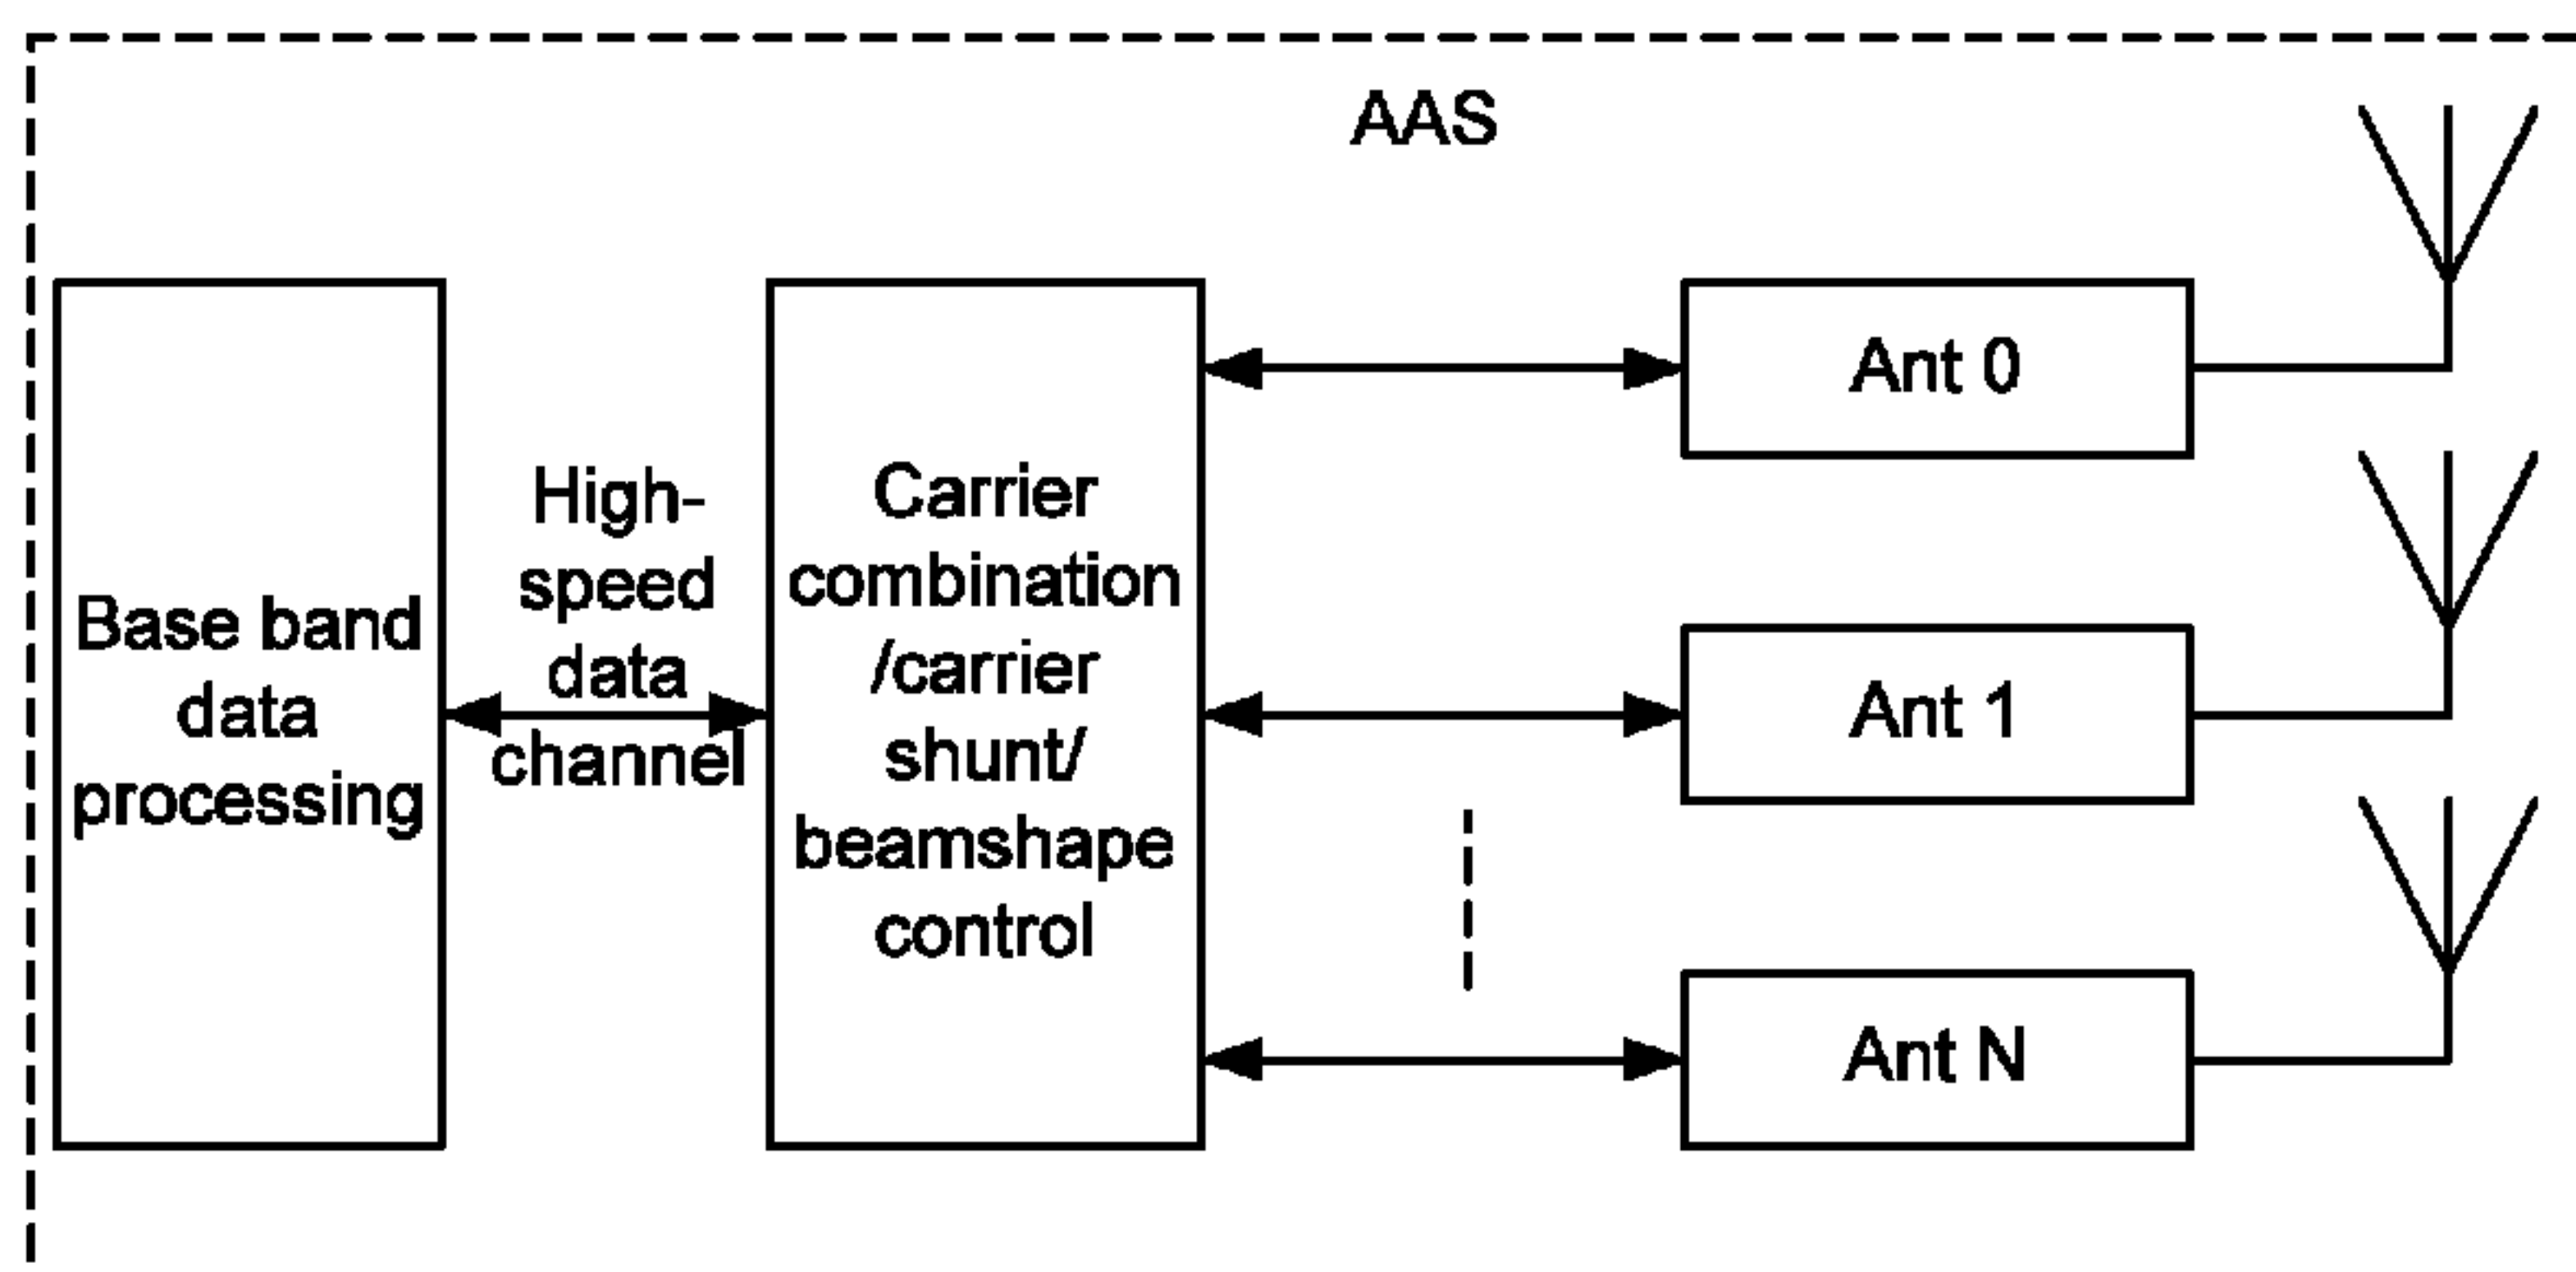 AAS
Base band
data
processing
High-
speed
data
channel
Carrier
combination
/carrier
shunt/
beamshape
control
Ant 0
Ant 1
Ant N